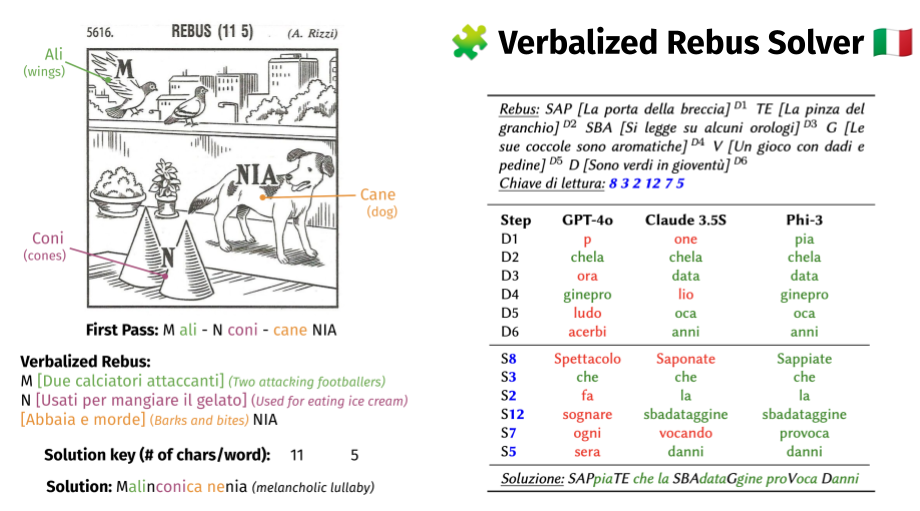 5616. REBUS (11 5) (A. Rizzi)
Ali
(wings)
M
NIA
Cane
(dog)
Coni
(cones)
N
First Pass: M ali - N coni - cane NIA
Verbalized Rebus:
M [Due calciatori attaccanti] (Two attacking footballers)
N [Usati per mangiare il gelato] (Used for eating ice cream)
[Abbaia e morde] (Barks and bites) NIA
Solution key (# of chars/word): 11 5
Solution: Malinconica nenia (melancholic lullaby)
🧩 Verbalized Rebus Solver 🇮🇹
Rebus: SAP [La porta della breccia] D1 TE [La pinza del
granchio] D2 SBA [Si legge su alcuni orologi] D3 G [Le
sue coccole sono aromatiche] D4 V [Un gioco con dadi e
pedine] D5 D [Sono verdi in gioventù] D6
Chiave di lettura: 8 3 2 12 7 5
Step GPT-4o Claude 3.5S Phi-3
D1 p one pia
D2 chela chela chela
D3 ora data data
D4 ginepro lio ginepro
D5 ludo oca oca
D6 acerbi anni anni
S8 Spettacolo Saponate Sappiate
S3 che che che
S2 fa la la
S12 sognare sbadataggine sbadataggine
S7 ogni vocando provoca
S5 sera danni danni
Soluzione: SAPpiaTE che la SBAdataGgine proVoca Danni